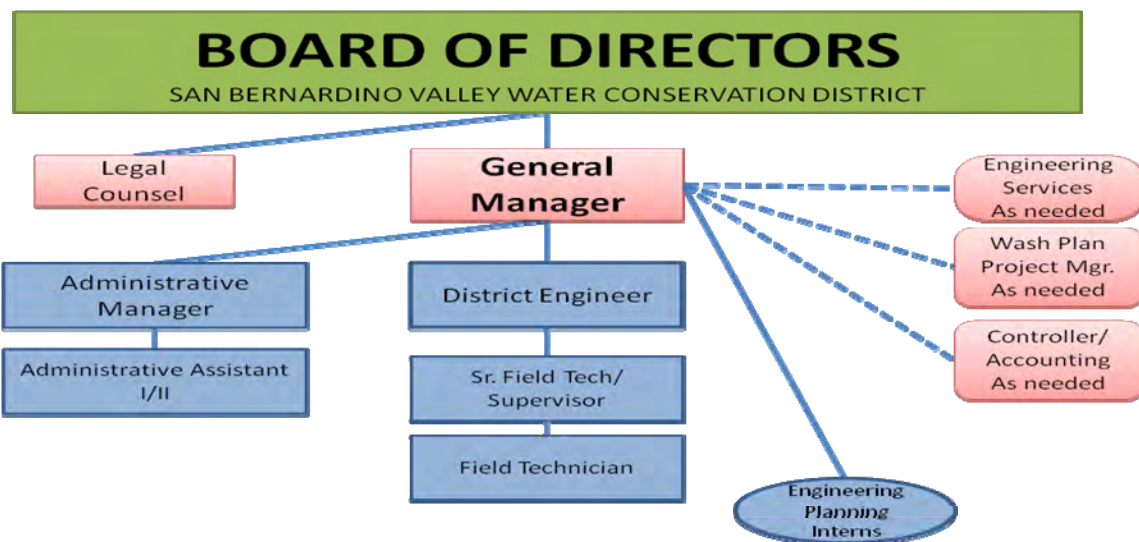 BOARD OF DIRECTORS
SAN BERNARDINO VALLEY WATER CONSERVATION DISTRICT
Legal
Counsel
General
Manager
Engineering
Services
As needed
Wash Plan
Project Mgr.
As needed
Administrative
Manager
District Engineer
Controller/
Accounting
As needed
Administrative Assistant
I/II
Sr. Field Tech/
Supervisor
Field Technician
Engineering
Planning
Interns